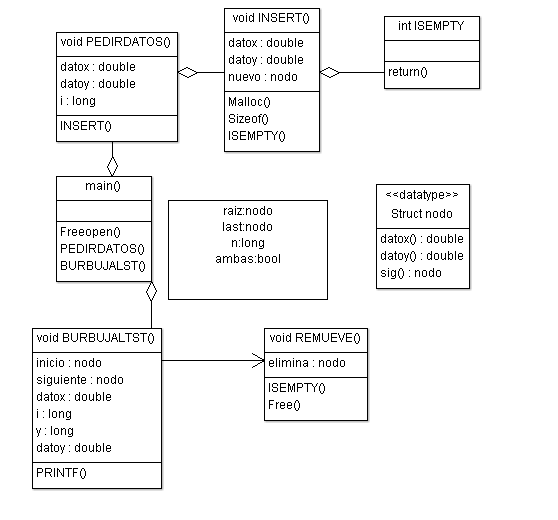 void PEDIRDATOS()
datox : double
datoy : double
i : long
INSERT()
void INSERT()
datox : double
datoy : double
nuevo : nodo
Malloc()
Sizeof()
ISEMPTY()
int ISEMPTY
return()
main()
Freeopen()
PEDIRDATOS()
BURBUJALST()
raiz:nodo
last:nodo
n:long
ambas:bool
<<datatype>>
Struct nodo
datox() : double
datoy() : double
sig() : nodo
void BURBUJALTST()
inicio : nodo
siguiente : nodo
datox : double
i : long
y : long
datoy : double
PRINTF()
void REMUEVE()
elimina : nodo
ISEMPTY()
Free()